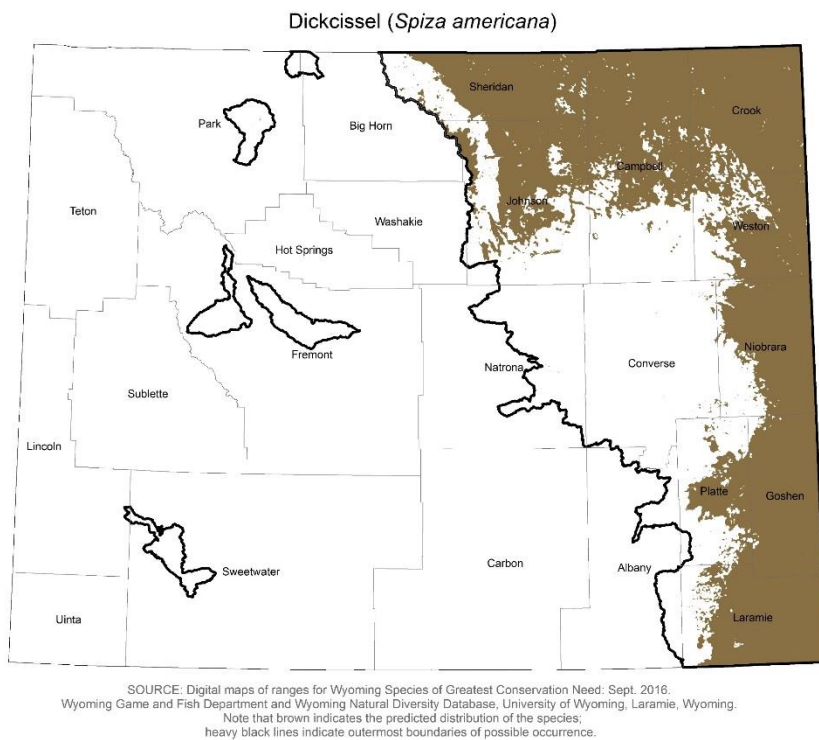 Dickcissel (Spiza americana)
Sheridan
Crook
Park
Big Horn
Campbell
Teton
Johnson
Washakie
Weston
Hot Springs
Niobrara
Fremont
Natrona
Converse
Sublette
Lincoln
Platte
Goshen
Sweetwater
Carbon
Albany
Uinta
Laramie
SOURCE: Digital maps of ranges for Wyoming Species of Greatest Conservation Need: Sept. 2016.
Wyoming Game and Fish Department and Wyoming Natural Diversity Database, University of Wyoming, Laramie, Wyoming.
Note that brown indicates the predicted distribution of the species;
heavy black lines indicate outermost boundaries of possible occurrence.